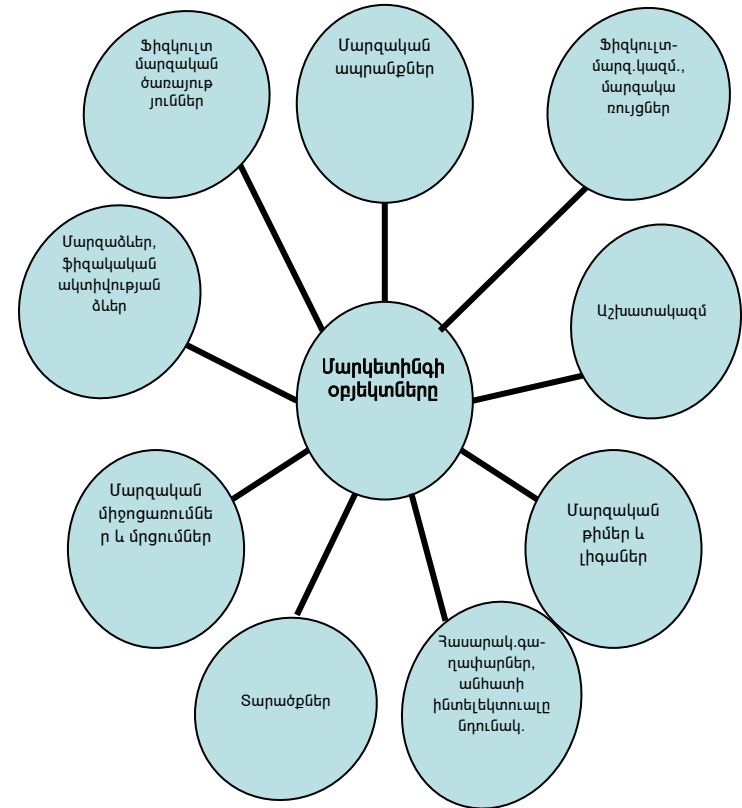 Ֆիզկուլտ
մարզական
ծառայութ
յուններ
Մարզական
ապրանքներ
Ֆիզկուլտ-
մարզ.կազմ.,
մարզակա
ռույցներ
Մարզաձևեր,
ֆիզակական
ակտիվության
ձևեր
Աշխատակազմ
Մարկետինգի
օբյեկտները
Մարզական
միջոցառումնե
ր և մրցումներ
Մարզական
թիմեր և
լիգաներ
Տարածքներ
Հասարակ.գա-
ղափարներ,
անհատի
ինտելեկտուալը
նդունակ.